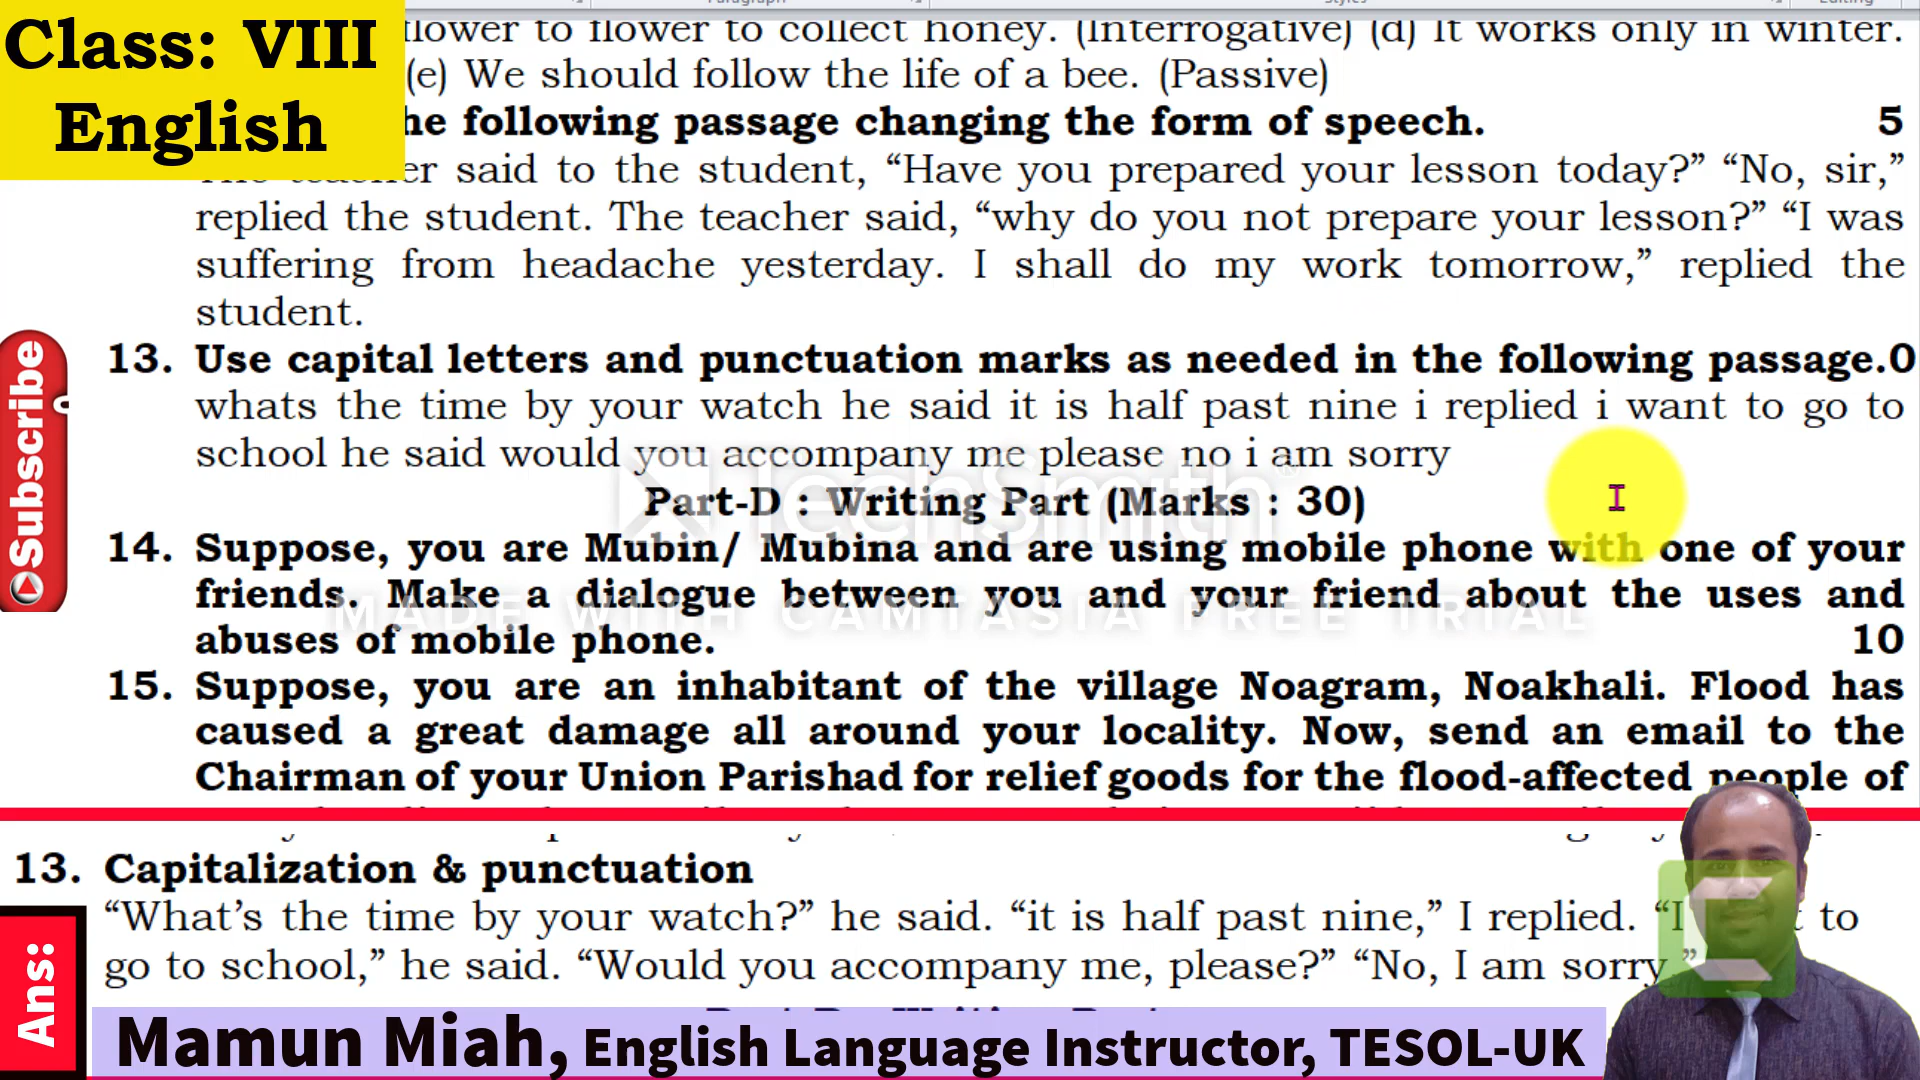 Paragraph
Styles
Editing
Class: VIII
English
flower to flower to collect honey. (Interrogative) (d) It works only in winter.
(e) We should follow the life of a bee. (Passive)
he following passage changing the form of speech. 5
The teacher said to the student, “Have you prepared your lesson today?” “No, sir,”
replied the student. The teacher said, “why do you not prepare your lesson?” “I was
suffering from headache yesterday. I shall do my work tomorrow,” replied the
student.
13. Use capital letters and punctuation marks as needed in the following passage.0
whats the time by your watch he said it is half past nine i replied i want to go to
school he said would you accompany me please no i am sorry
Part-D : Writing Part (Marks : 30)
14. Suppose, you are Mubin/ Mubina and are using mobile phone with one of your
friends. Make a dialogue between you and your friend about the uses and
abuses of mobile phone. 10
15. Suppose, you are an inhabitant of the village Noagram, Noakhali. Flood has
caused a great damage all around your locality. Now, send an email to the
Chairman of your Union Parishad for relief goods for the flood-affected people of
Subscribe
TechSmith®
MADE WITH CAMTASIA FREE TRIAL
13. Capitalization & punctuation
“What’s the time by your watch?” he said. “it is half past nine,” I replied. “I to
go to school,” he said. “Would you accompany me, please?” “No, I am sorry,”
Ans:
Mamun Miah, English Language Instructor, TESOL-UK